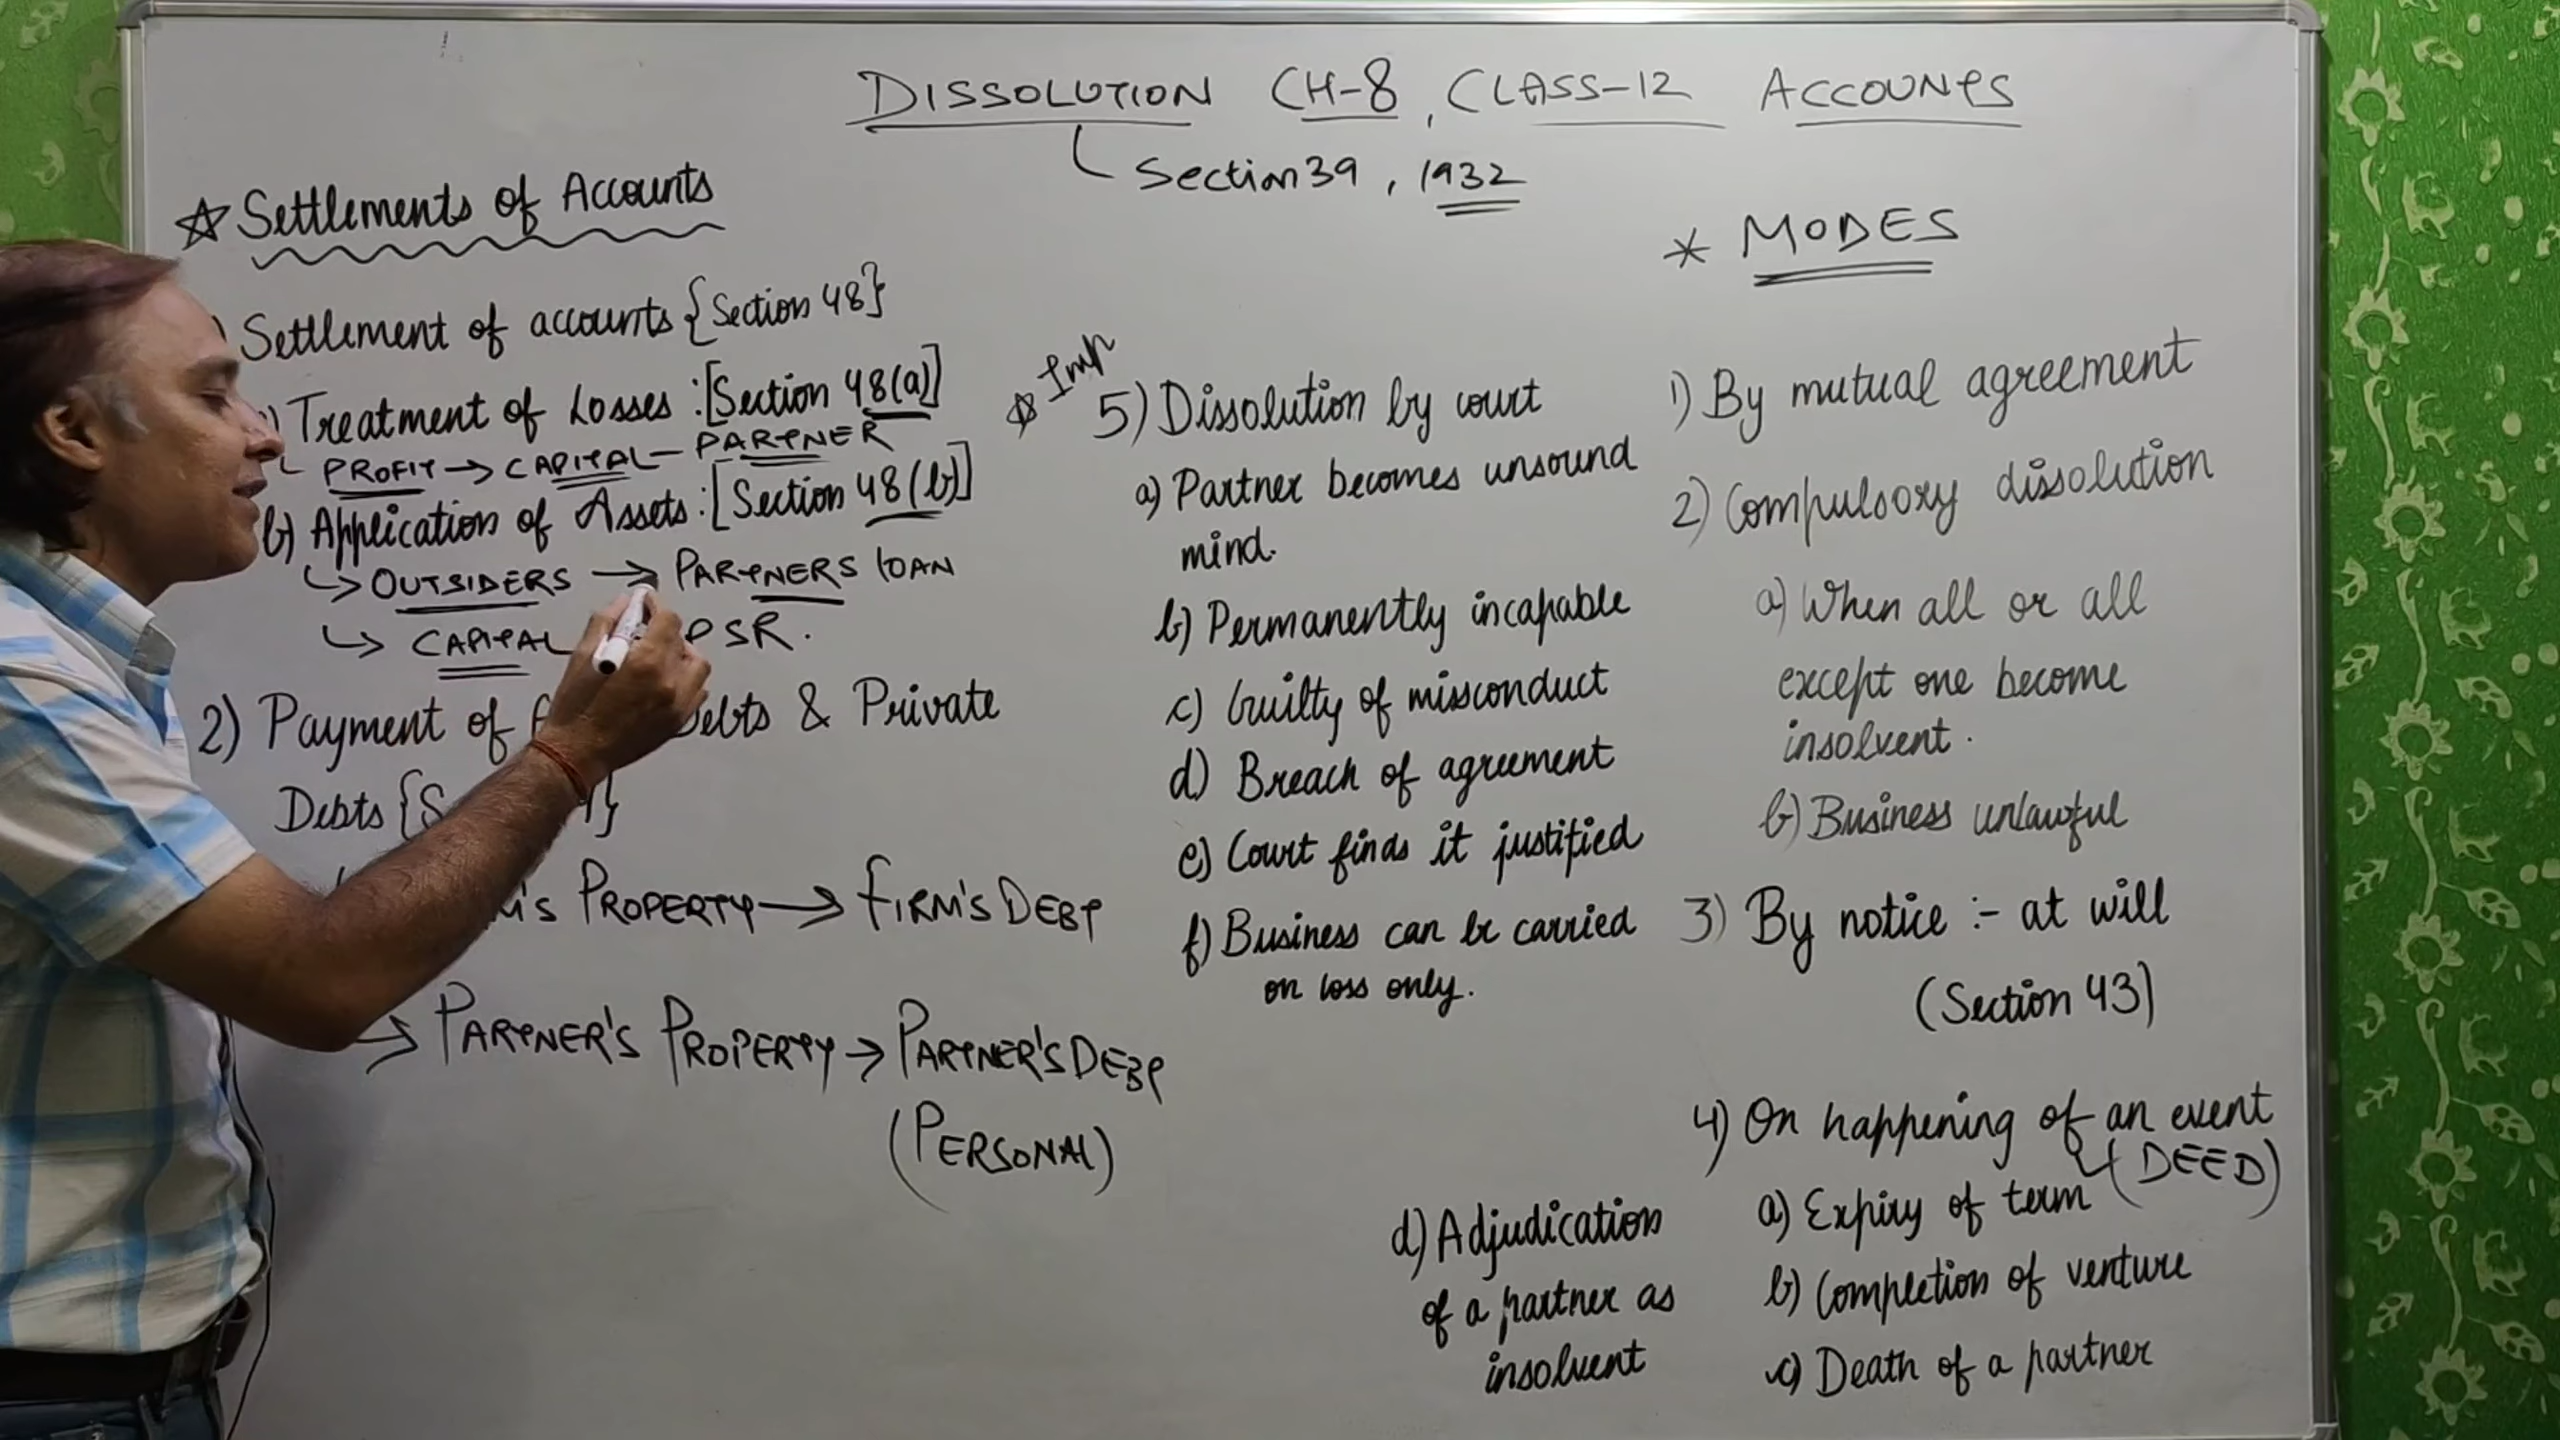 DISSOLUTION CH-8, CLASS-12 ACCOUNTS
Section 39, 1932
☆ Settlements of Accounts
Settlement of accounts {Section 48}
a) Treatment of Losses :[Section 48(a)]
PROFIT → CAPITAL - PARTNER
b) Application of Assets :[Section 48(b)]
↳ OUTSIDERS → PARTNERS LOAN
↳ CAPITAL PSR.
2) Payment of Debts & Private
Debts {
PROPERTY → FIRM'S DEBT
→ PARTNER'S PROPERTY → PARTNER'S DEBT
(PERSONAL)
☆ Imp
5) Dissolution by court
a) Partner becomes unsound
mind.
b) Permanently incapable
c) Guilty of misconduct
d) Breach of agreement
e) Court finds it justified
f) Business can be carried
on loss only.
* MODES
1) By mutual agreement
2) Compulsory dissolution
a) When all or all
except one become
insolvent.
b) Business unlawful
3) By notice :- at will
(Section 43)
4) On happening of an event
(DEED)
a) Expiry of term
b) Completion of venture
c) Death of a partner
d) Adjudication
of a partner as
insolvent